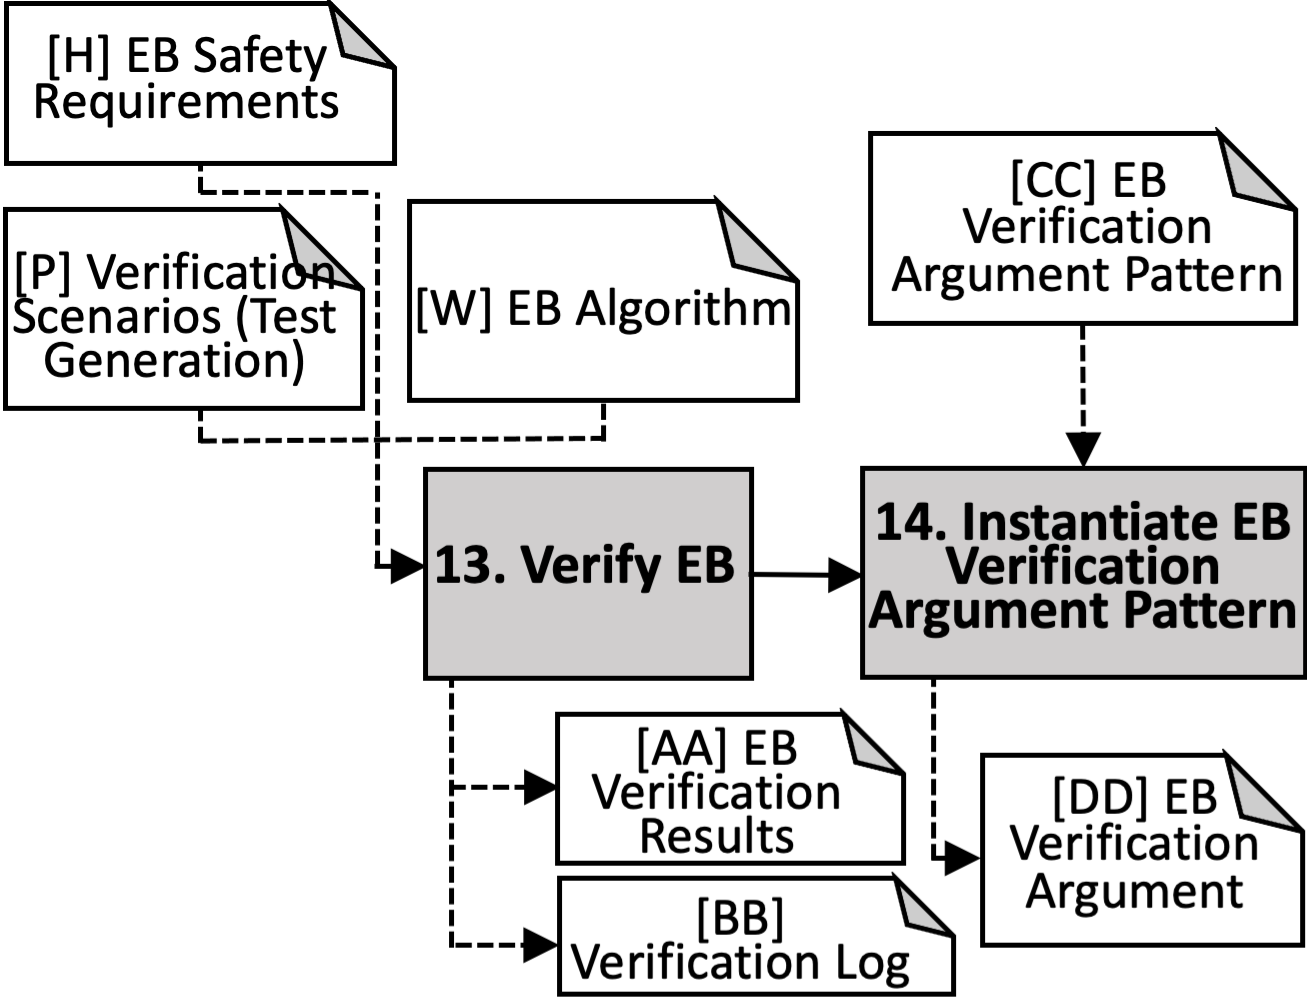 [H] EB Safety
Requirements
[P] Verification
Scenarios (Test
Generation)
[W] EB Algorithm
[CC] EB
Verification
Argument Pattern
13. Verify EB
14. Instantiate EB
Verification
Argument Pattern
[AA] EB
Verification
Results
[BB]
Verification Log
[DD] EB
Verification
Argument